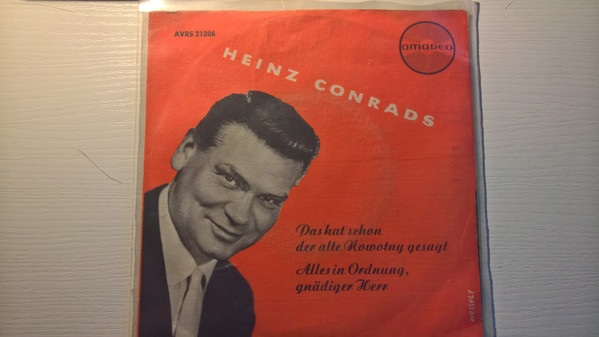 AVRS 21206
amadeo
HEINZ CONRADS
Das hat schon
der alte Nowotny gesagt
Alles in Ordnung,
gnädiger Herr